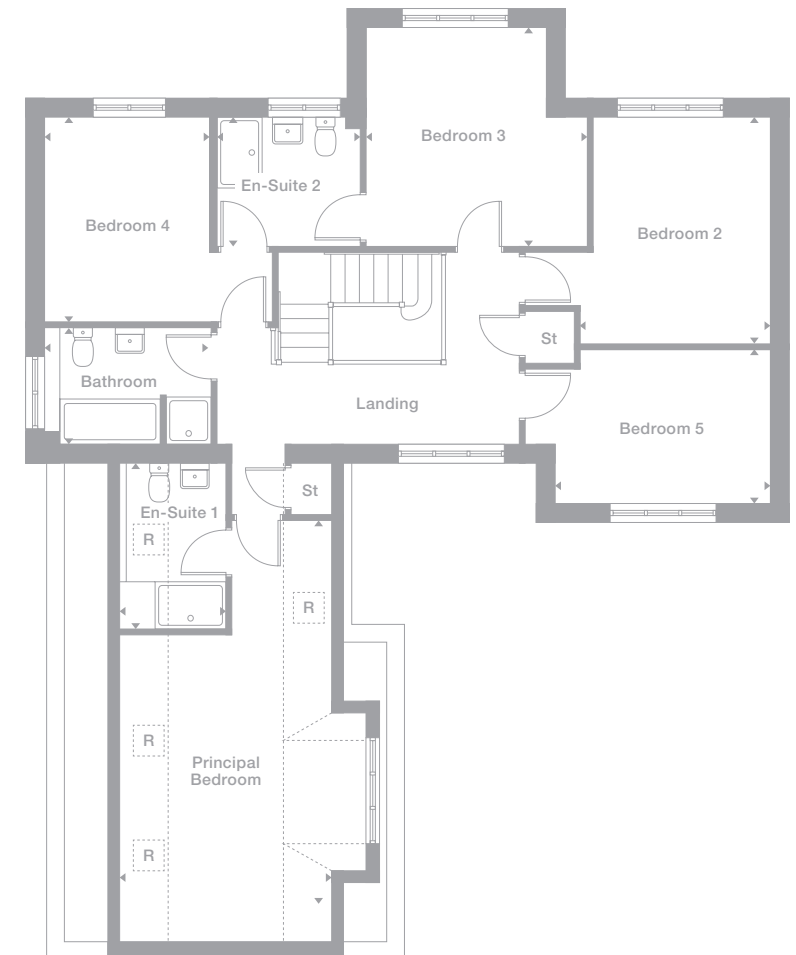 Bedroom 3
En-Suite 2
Bedroom 4
Bedroom 2
St
Bathroom
Landing
Bedroom 5
St
En-Suite 1
R
R
R
Principal
Bedroom
R